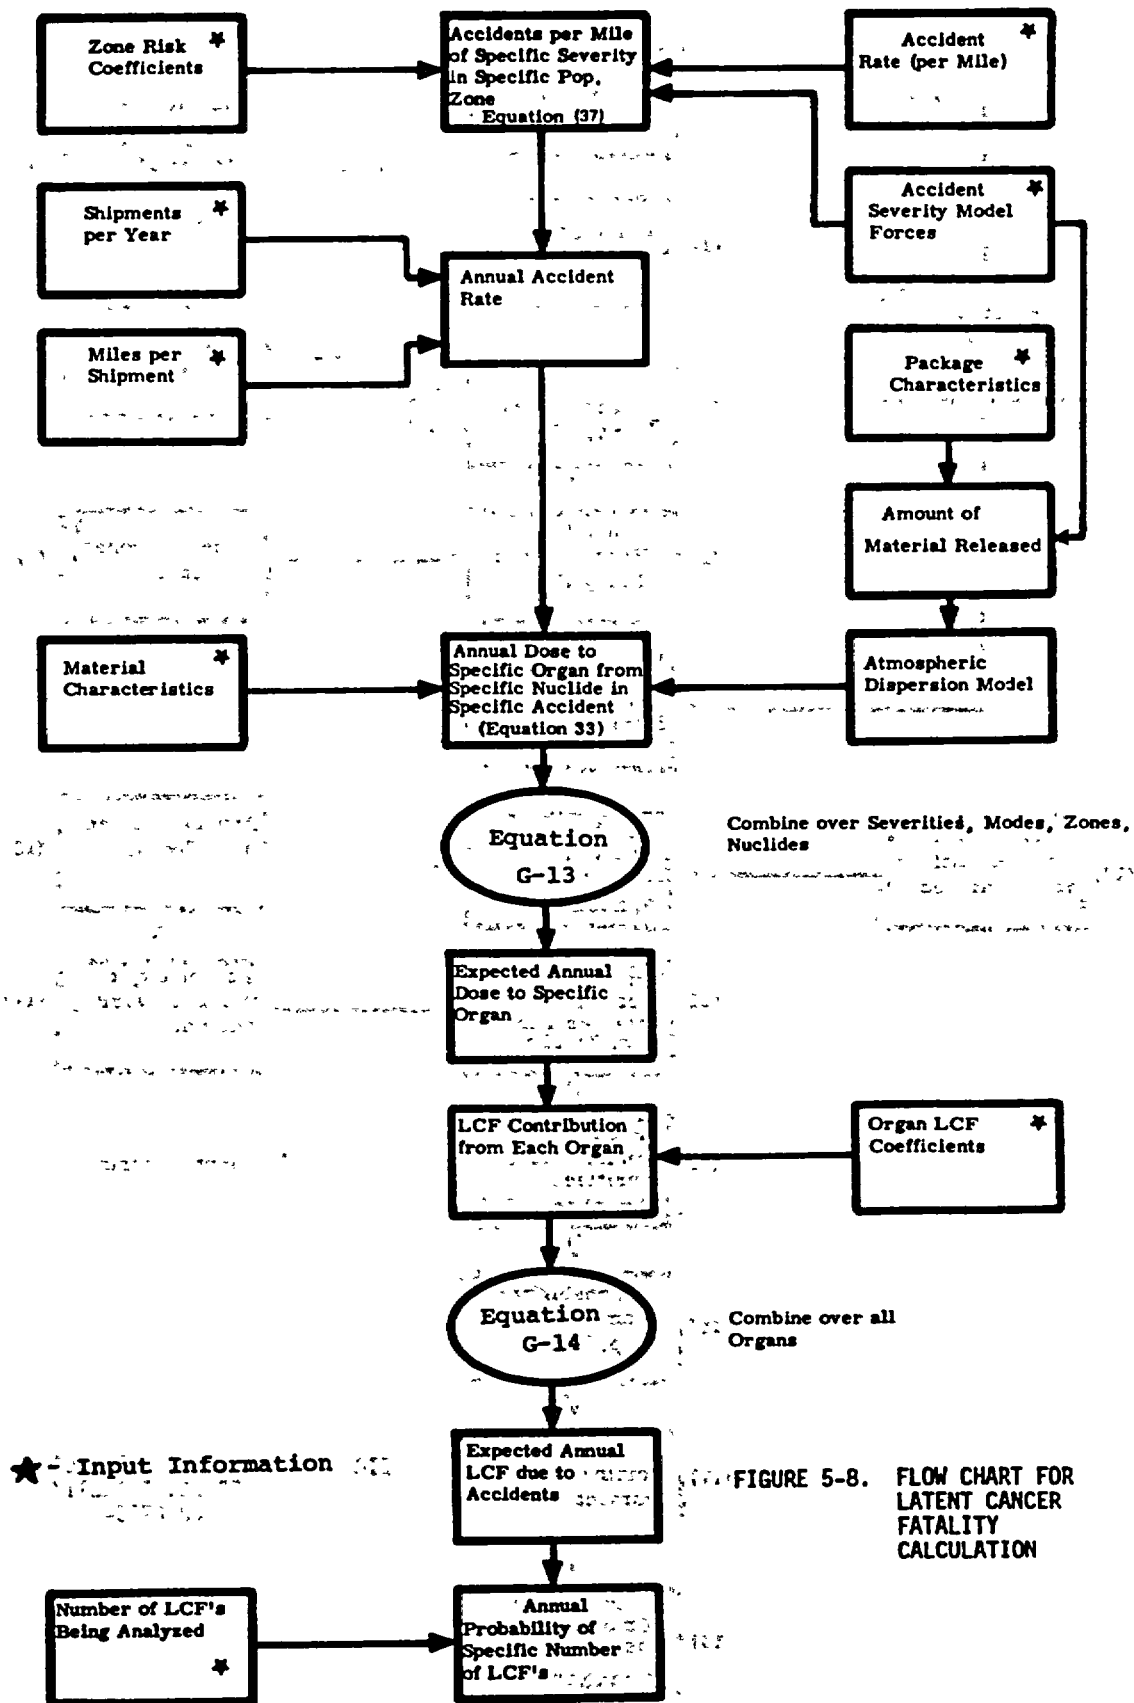 Zone Risk ★
Coefficients
Accidents per Mile
of Specific Severity
in Specific Pop.
Zone
Equation (37)
Accident ★
Rate (per Mile)
Shipments ★
per Year
Accident ★
Severity Model
Forces
Annual Accident
Rate
Miles per ★
Shipment
Package ★
Characteristics
Amount of
Material Released
Material ★
Characteristics
Annual Dose to
Specific Organ from
Specific Nuclide in
Specific Accident
(Equation 33)
Atmospheric
Dispersion Model
Equation
G-13
Combine over Severities, Modes, Zones,
Nuclides
Expected Annual
Dose to Specific
Organ
LCF Contribution
from Each Organ
Organ LCF ★
Coefficients
Equation
G-14
Combine over all
Organs
★ - Input Information
Expected Annual
LCF due to
Accidents
FIGURE 5-8. FLOW CHART FOR
LATENT CANCER
FATALITY
CALCULATION
Number of LCF's
Being Analyzed
★
Annual
Probability of
Specific Number
of LCF's